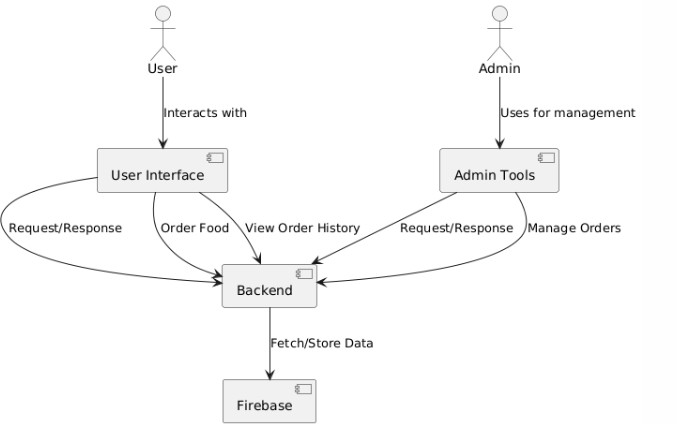 User
Admin
Interacts with
Uses for management
User Interface
Admin Tools
Request/Response
Order Food
View Order History
Request/Response
Manage Orders
Backend
Fetch/Store Data
Firebase